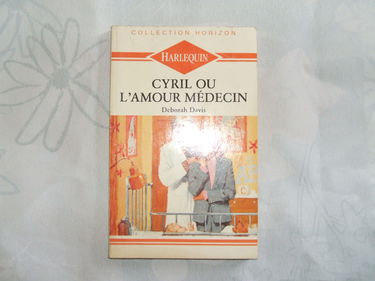 COLLECTION HORIZON
HARLEQUIN
CYRIL OU
L'AMOUR MÉDECIN
Deborah Davis